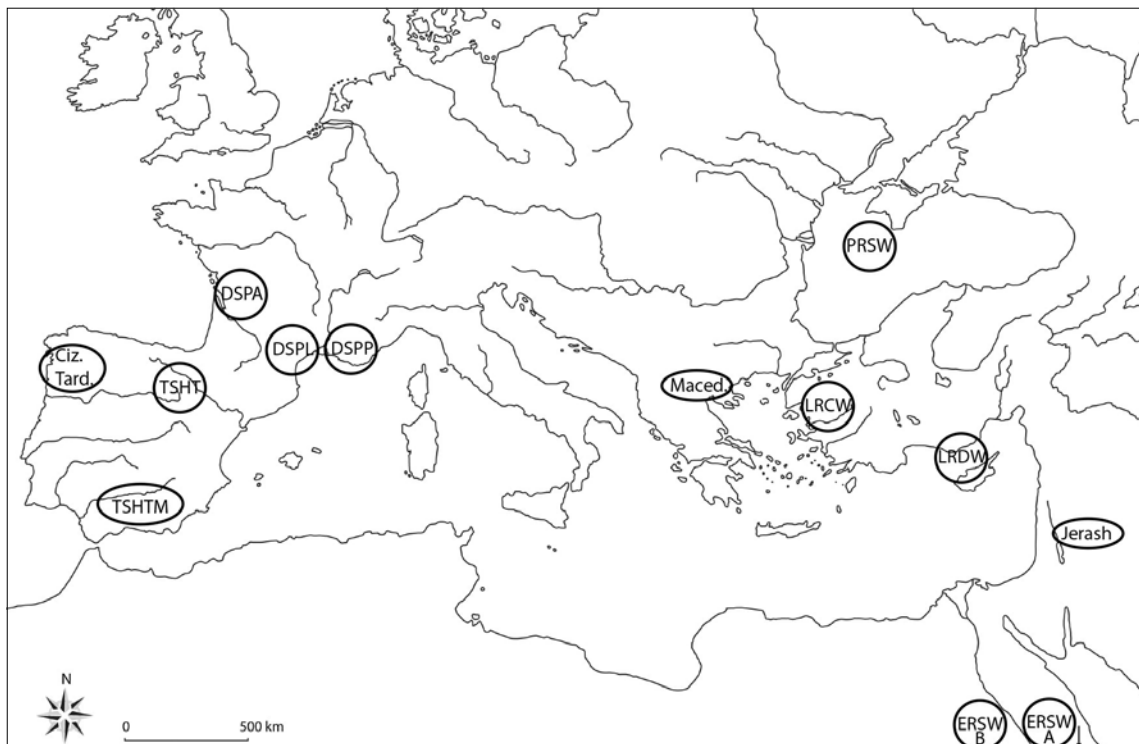 PRSW
DSPA
DSPL
DSPP
Ciz.
Tard.
TSHT
Maced.
LRCW
LRDW
TSHTM
Jerash
N
0 500 km
ERSW
B
ERSW
A